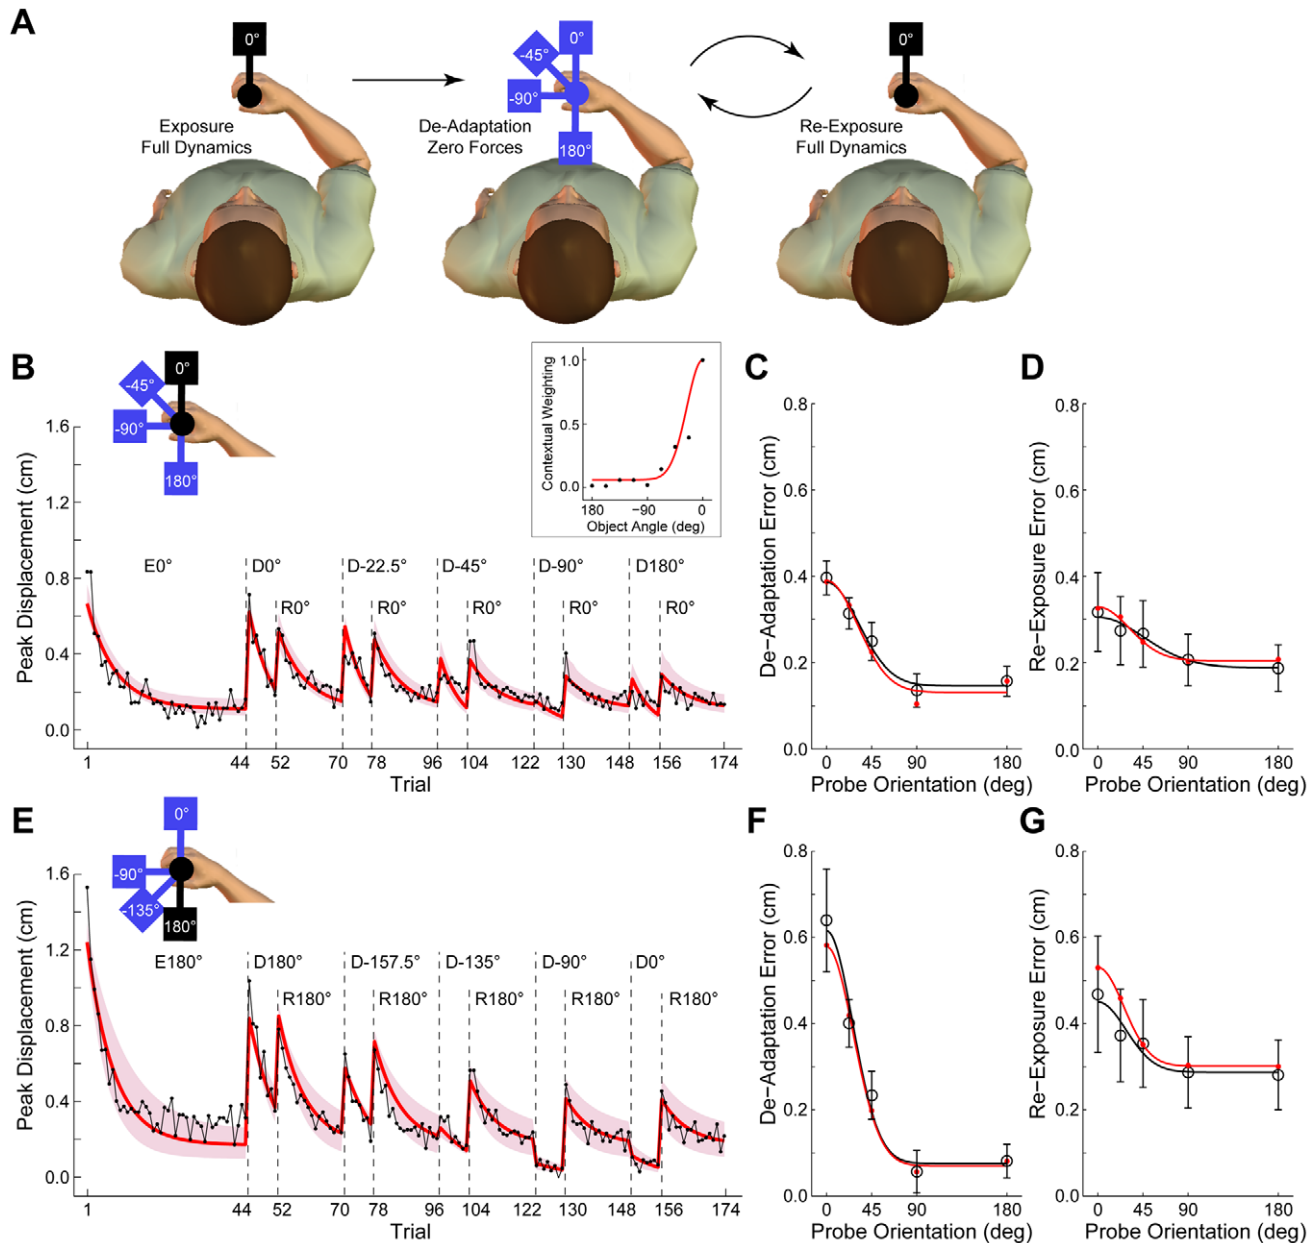 A
0°
-45°
-90°
0°
180°
0°
Exposure
Full Dynamics
De-Adaptation
Zero Forces
Re-Exposure
Full Dynamics
B
0°
-45°
-90°
180°
Peak Displacement (cm)
1.6
1.2
0.8
0.4
0.0
E0°
D0°
D-22.5°
D-45°
D-90°
D180°
R0°
R0°
R0°
R0°
R0°
1
44
52
70
78
96
104
122
130
148
156
174
Trial
Contextual Weighting
1.0
0.5
0.0
180
−90
0
Object Angle (deg)
C
De−Adaptation Error (cm)
0.8
0.6
0.4
0.2
0.0
0
45
90
180
Probe Orientation (deg)
D
Re−Exposure Error (cm)
0.8
0.6
0.4
0.2
0.0
0
45
90
180
Probe Orientation (deg)
E
0°
-90°
-135°
180°
Peak Displacement (cm)
1.6
1.2
0.8
0.4
0.0
E180°
D180°
D-157.5°
D-135°
D-90°
D0°
R180°
R180°
R180°
R180°
R180°
1
44
52
70
78
96
104
122
130
148
156
174
Trial
F
De−Adaptation Error (cm)
0.8
0.6
0.4
0.2
0.0
0
45
90
180
Probe Orientation (deg)
G
Re−Exposure Error (cm)
0.8
0.6
0.4
0.2
0.0
0
45
90
180
Probe Orientation (deg)